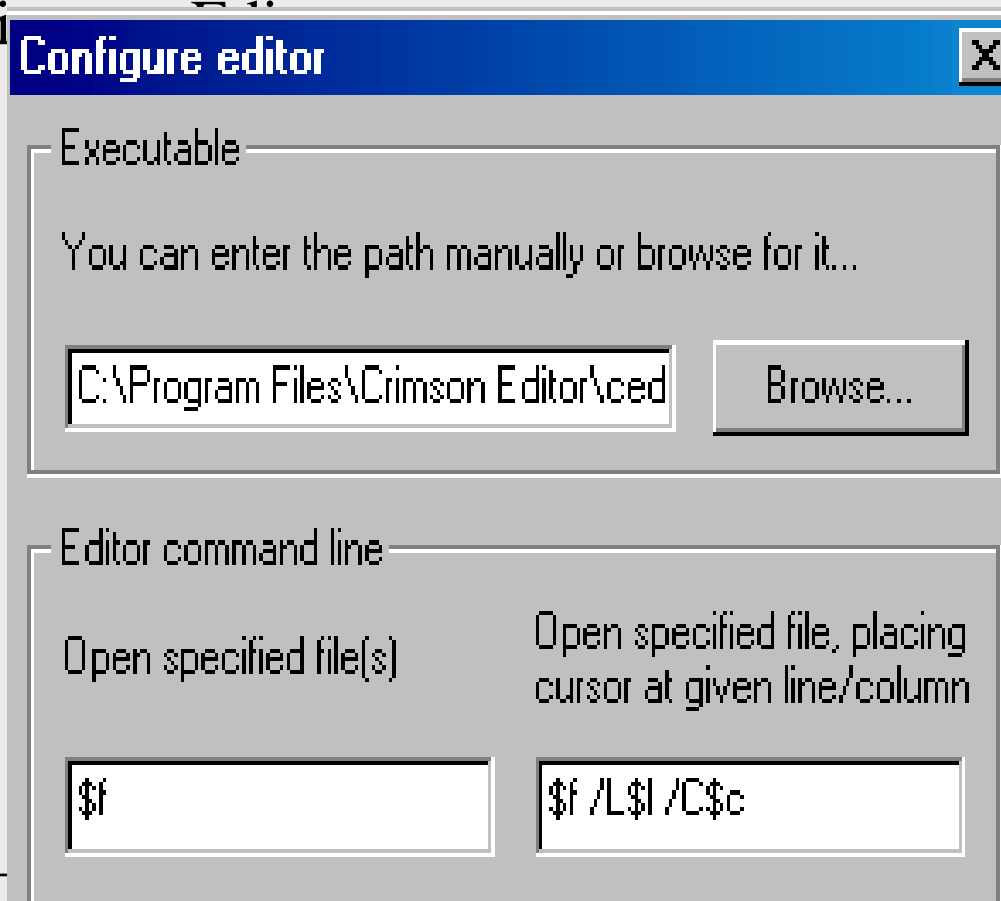 Configure editor
Executable
You can enter the path manually or browse for it...
C:\Program Files\Crimson Editor\ced
Browse...
Editor command line
Open specified file(s)
Open specified file, placing
cursor at given line/column
$f
$f /L$l /C$c